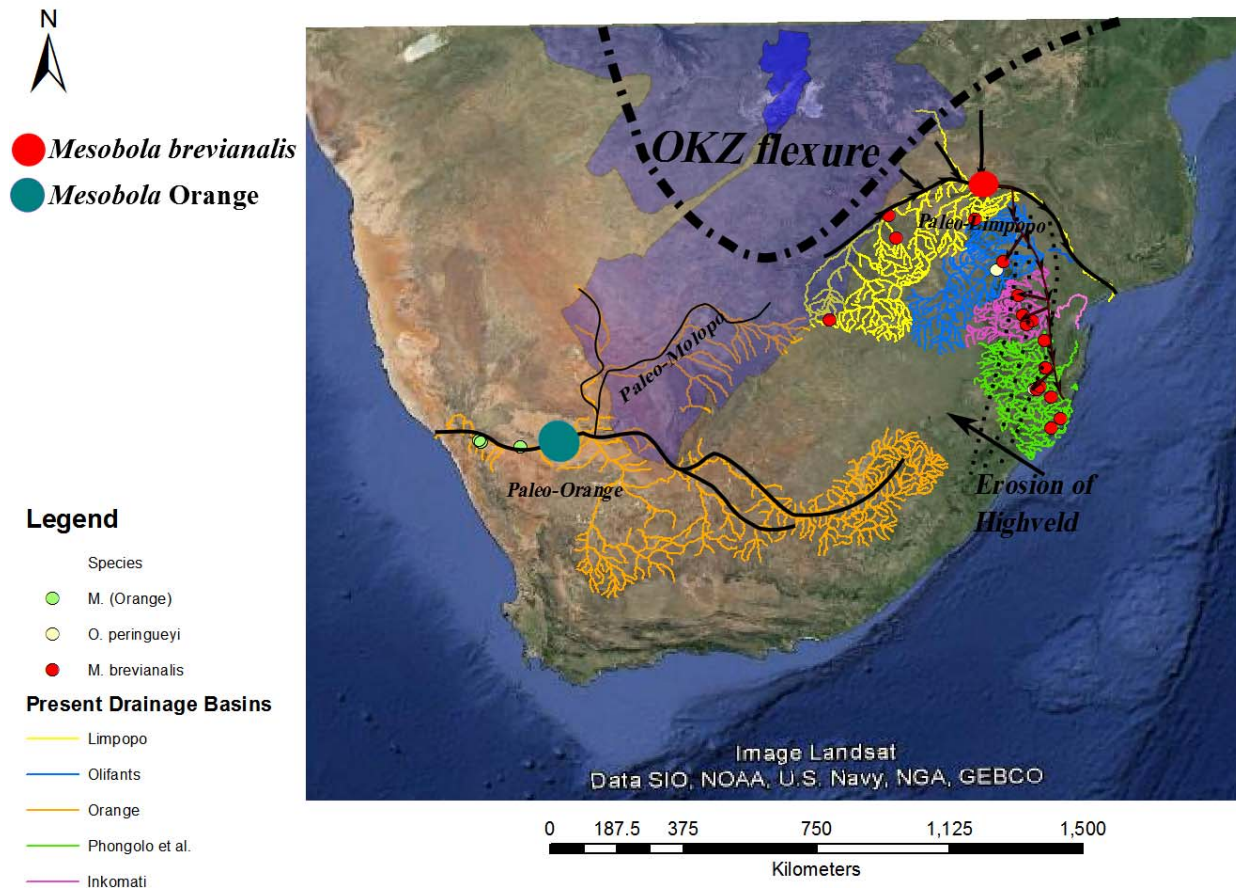 N
Mesobola brevianalis
Mesobola Orange
OKZ flexure
Paleo-Limpopo
Paleo-Molopo
Paleo-Orange
Erosion of
Highveld
Legend
Species
M. (Orange)
O. peringueyi
M. brevianalis
Present Drainage Basins
Limpopo
Olifants
Orange
Phongolo et al.
Inkomati
Image Landsat
Data SIO, NOAA, U.S. Navy, NGA, GEBCO
0 187.5 375 750 1,125 1,500
Kilometers